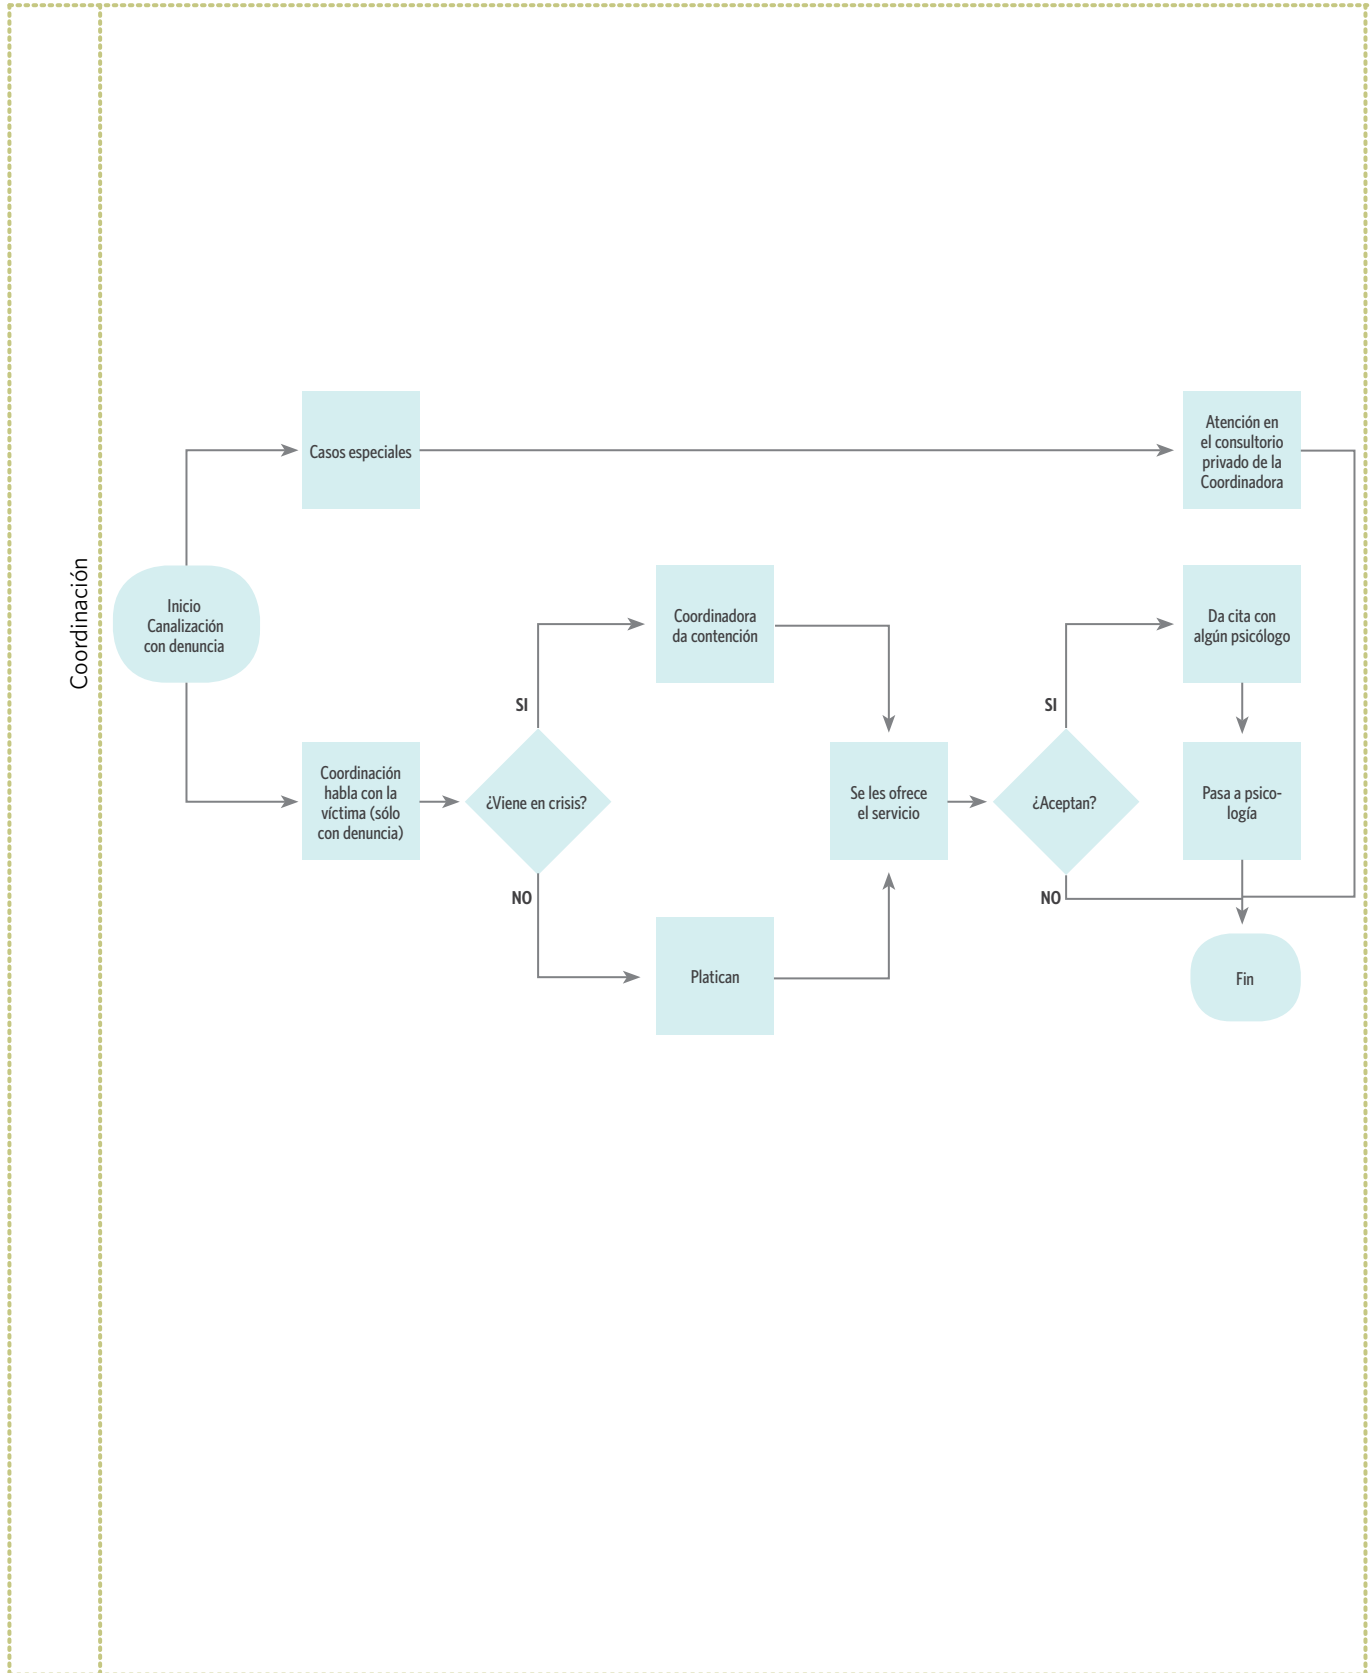 Coordinación
Casos especiales
Atención en
el consultorio
privado de la
Coordinadora
Inicio
Canalización
con denuncia
Coordinadora
da contención
Da cita con
algún psicólogo
SI
SI
Coordinación
habla con la
víctima (sólo
con denuncia)
¿Viene en crisis?
Se les ofrece
el servicio
¿Aceptan?
Pasa a psico-
logía
NO
NO
Platican
Fin